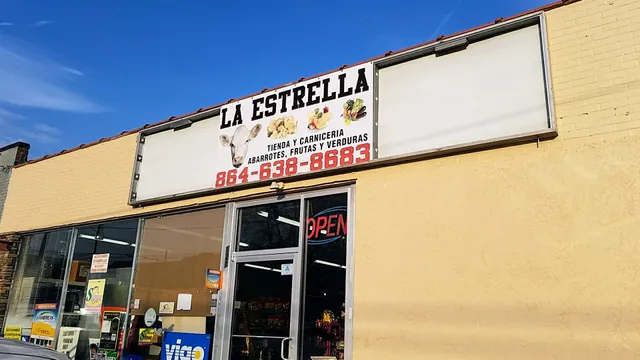 LA ESTRELLA
TIENDA Y CARNICERIA
ABARROTES, FRUTAS Y VERDURAS
864-638-8683
OPEN
A
vigo